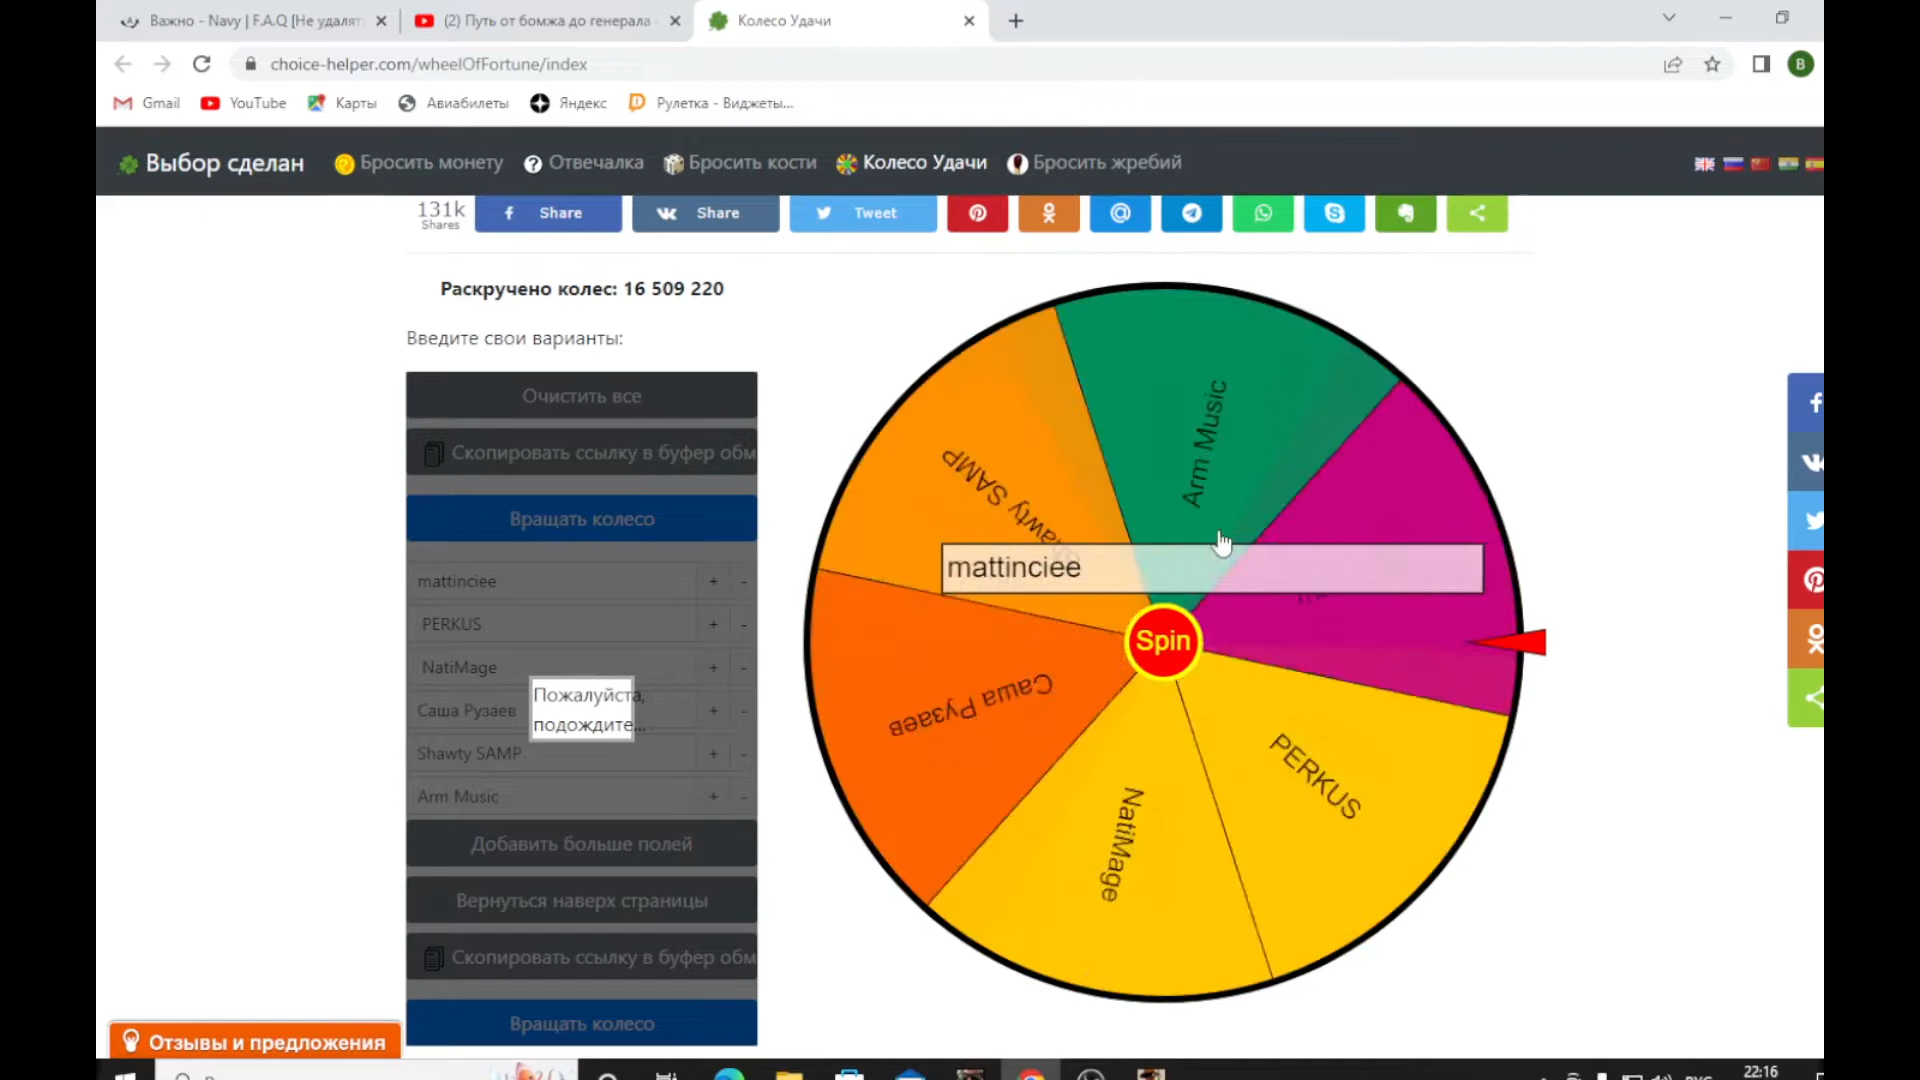 Важно - Navy | F.A.Q [Не удалят
(2) Путь от бомжа до генерала
Колесо Удачи
choice-helper.com/wheelOfFortune/index
B
Gmail
YouTube
Карты
Авиабилеты
Яндекс
Рулетка - Виджеты...
Выбор сделан
Бросить монету
Отвечалка
Бросить кости
Колесо Удачи
Бросить жребий
131k
Shares
Share
Share
Tweet
Раскручено колес: 16 509 220
Введите свои варианты:
Очистить все
Скопировать ссылку в буфер обм
Вращать колесо
mattinciee + -
PERKUS + -
NatiMage + -
Саша Рузаев + -
Shawty SAMP + -
Arm Music + -
Пожалуйста,
подождите...
Добавить больше полей
Вернуться наверх страницы
Скопировать ссылку в буфер обм
Вращать колесо
Arm Music
Shawty SAMP
mattinciee
Spin
Саша Рузаев
PERKUS
NatiMage
Отзывы и предложения
РУС
22:16